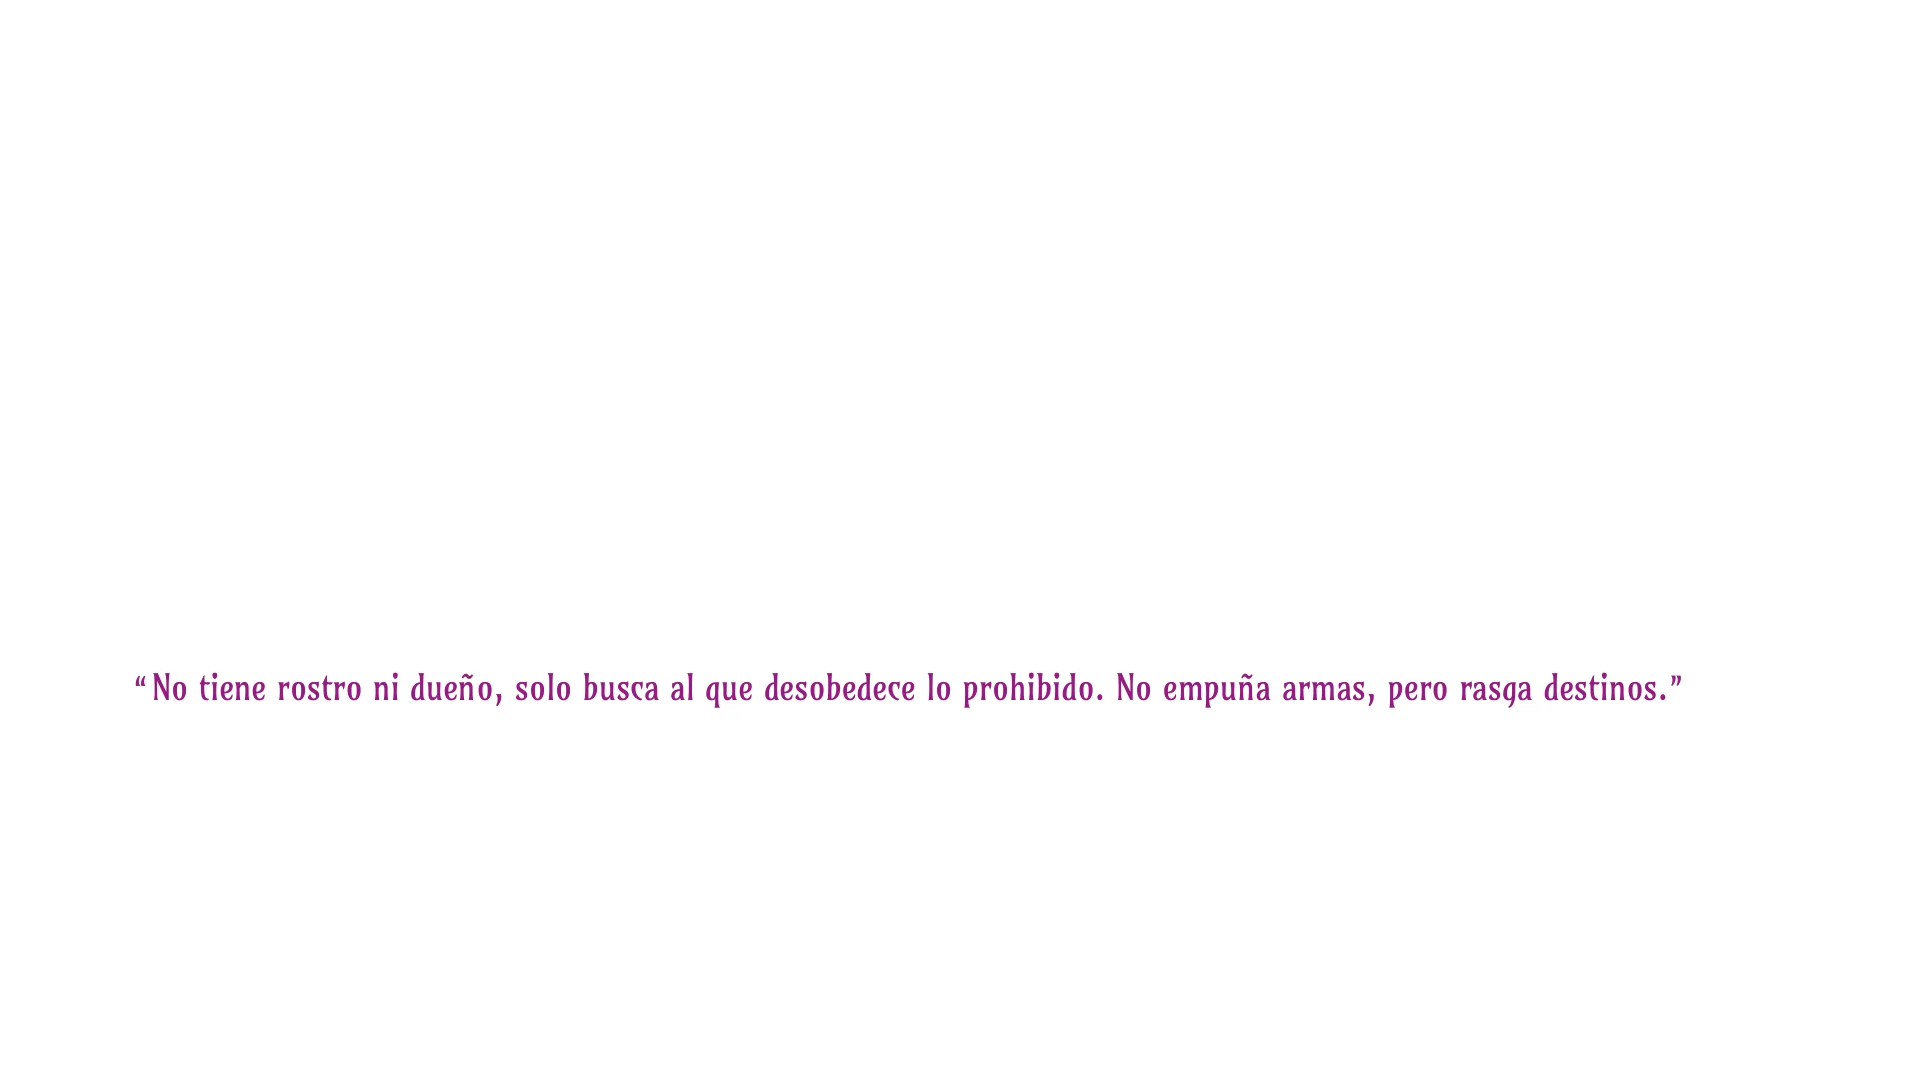 “No tiene rostro ni dueño, solo busca al que desobedece lo prohibido. No empuña armas, pero rasga destinos.”